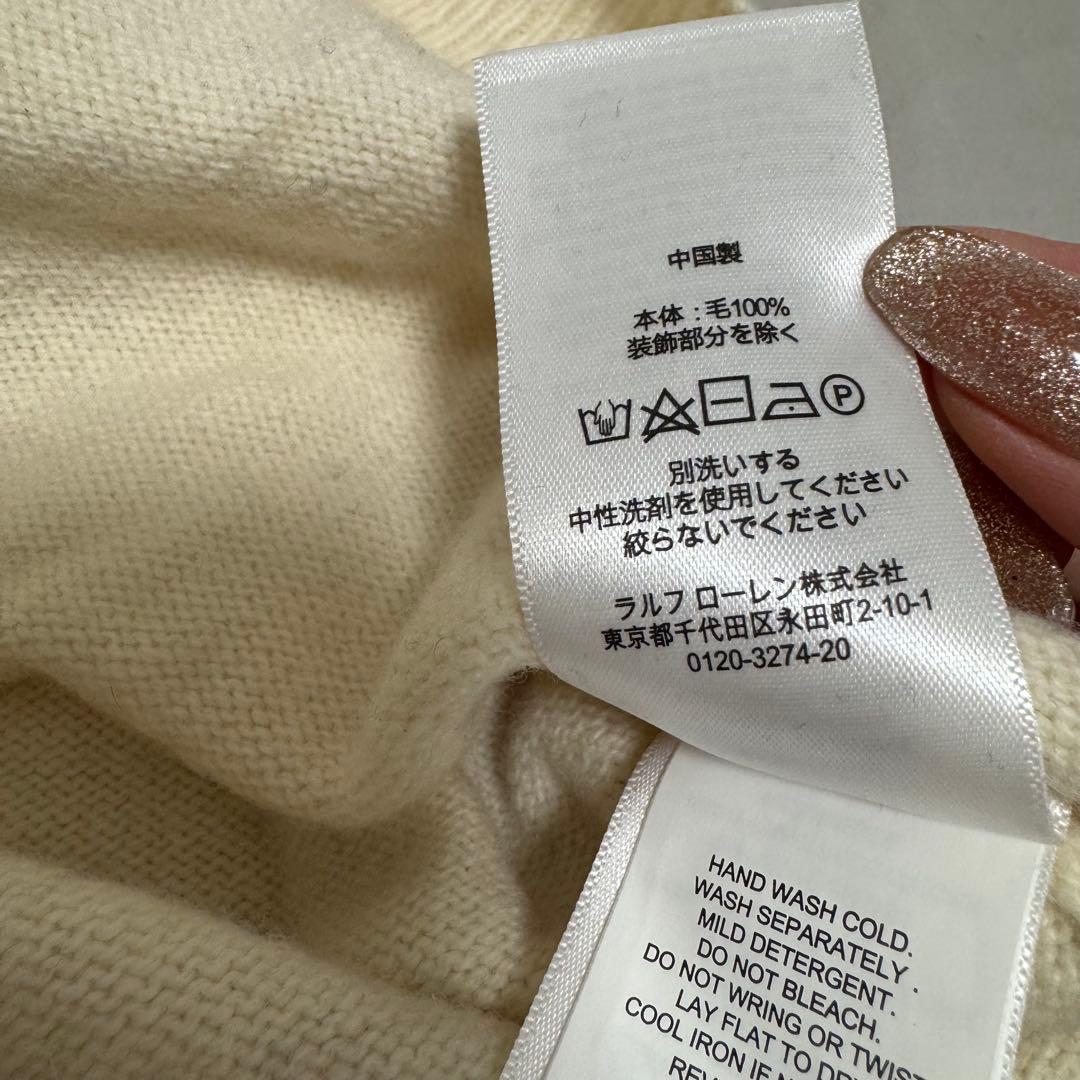 中国製
本体:毛100%
装飾部分を除く
P
別洗いする
中性洗剤を使用してください
絞らないでください
ラルフ ローレン株式会社
東京都千代田区永田町2-10-1
0120-3274-20
HAND WASH COLD.
WASH SEPARATELY.
MILD DETERGENT.
DO NOT BLEACH.
DO NOT WRING OR TWIST
LAY FLAT TO
COOL IRON IF